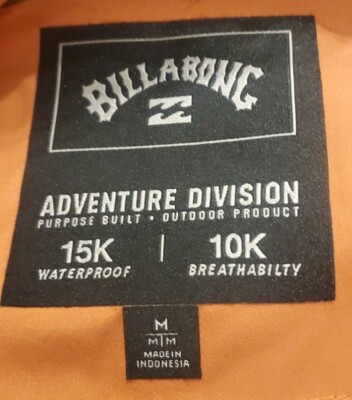 BILLABONG
ADVENTURE DIVISION
PURPOSE BUILT • OUTDOOR PRODUCT
15K | 10K
WATERPROOF BREATHABILTY
M
M|M
MADE IN
INDONESIA